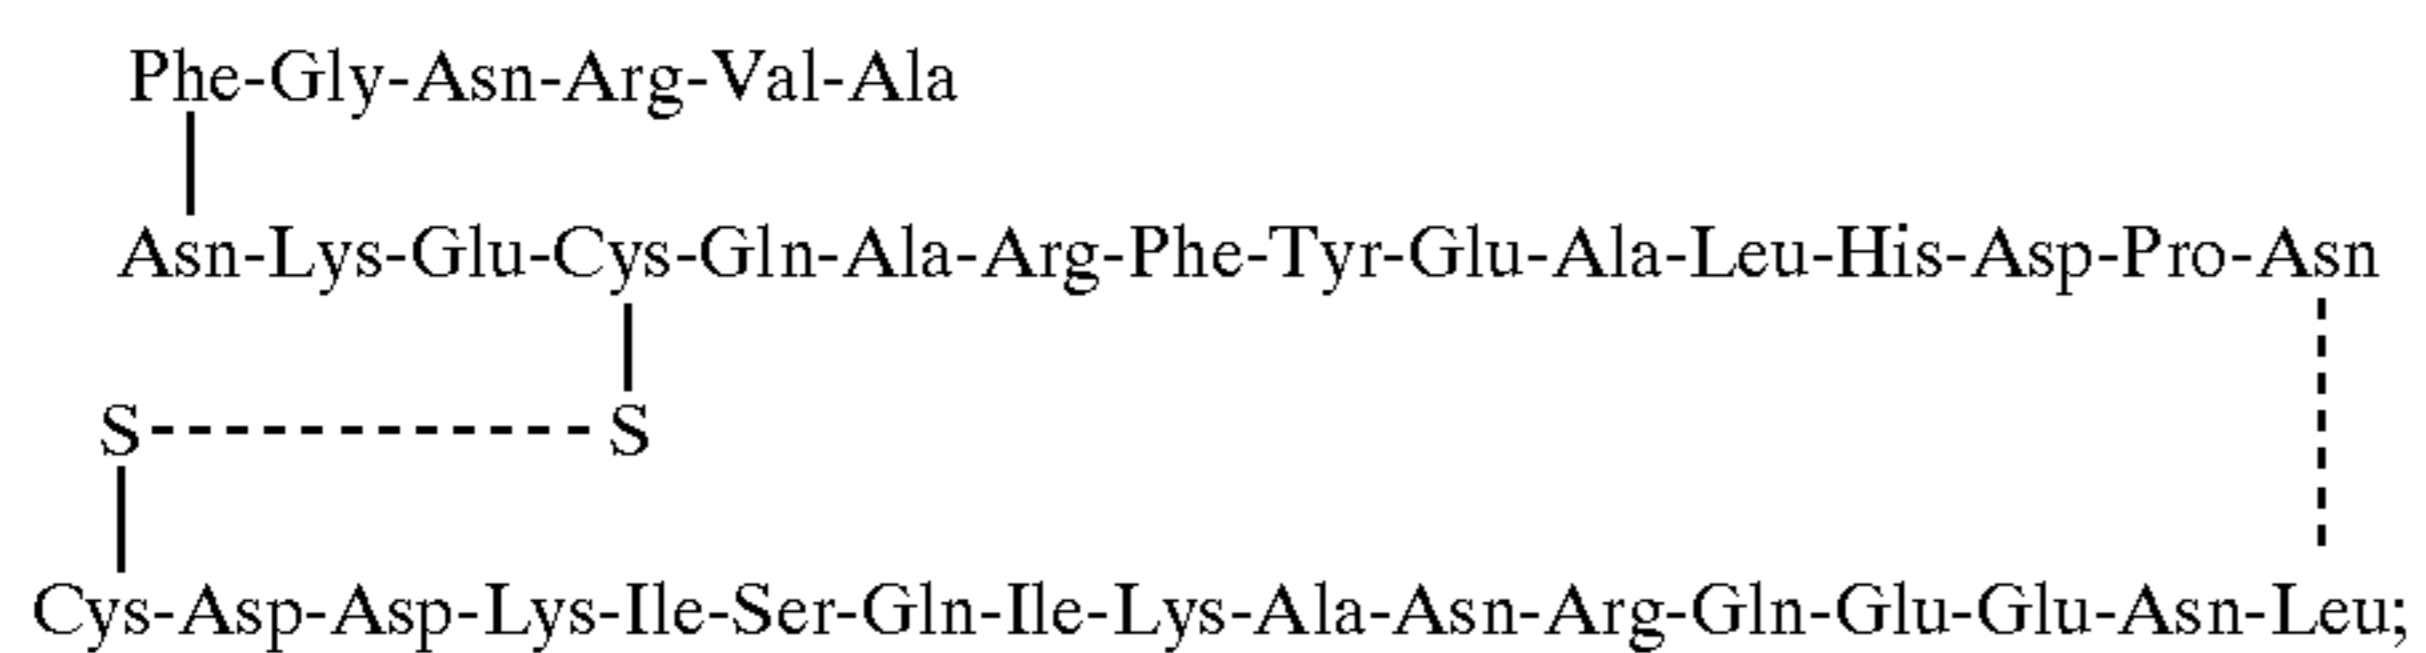 Phe-Gly-Asn-Arg-Val-Ala
Asn-Lys-Glu-Cys-Gln-Ala-Arg-Phe-Tyr-Glu-Ala-Leu-His-Asp-Pro-Asn
S S
Cys-Asp-Asp-Lys-Ile-Ser-Gln-Ile-Lys-Ala-Asn-Arg-Gln-Glu-Glu-Asn-Leu;